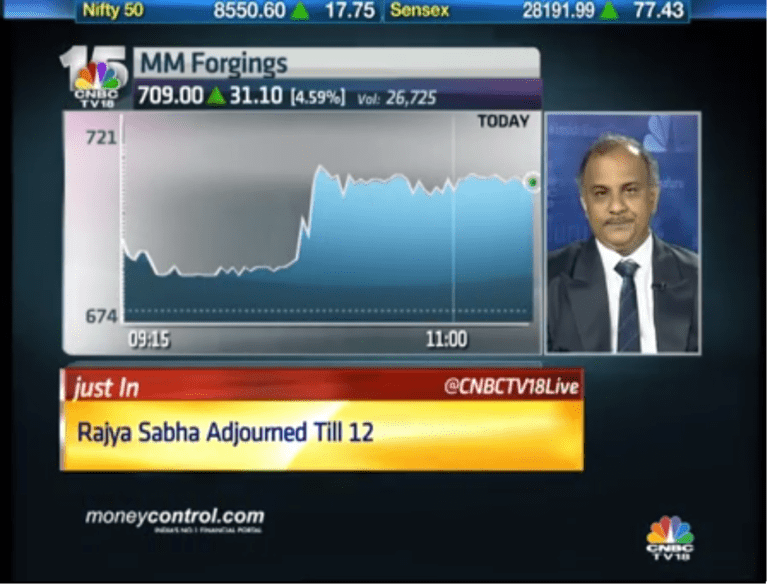 Nifty 50 8550.60 ▲ 17.75 Sensex 28191.99 ▲ 77.43
15
CNBC
TV18
MM Forgings
709.00 ▲ 31.10 [4.59%] Vol: 26,725
TODAY
721
674
09:15 11:00
just In @CNBCTV18Live
Rajya Sabha Adjourned Till 12
moneycontrol.com
INDIA'S NO.1 FINANCIAL PORTAL
CNBC
TV18